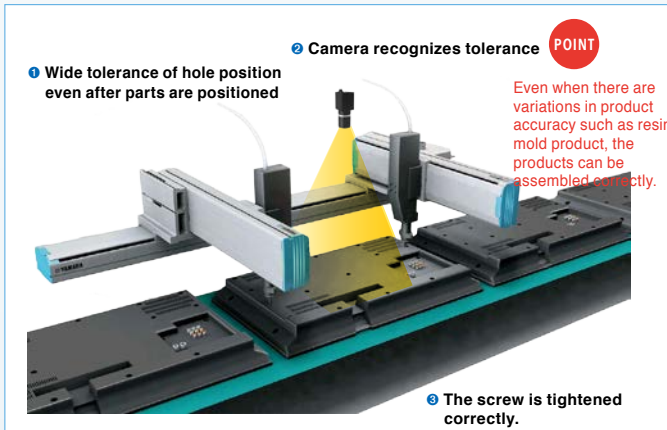 ❶ Wide tolerance of hole position
even after parts are positioned
❷ Camera recognizes tolerance
POINT
Even when there are
variations in product
accuracy such as resin
mold product, the
products can be
assembled correctly.
YAMAHA
❸ The screw is tightened
correctly.